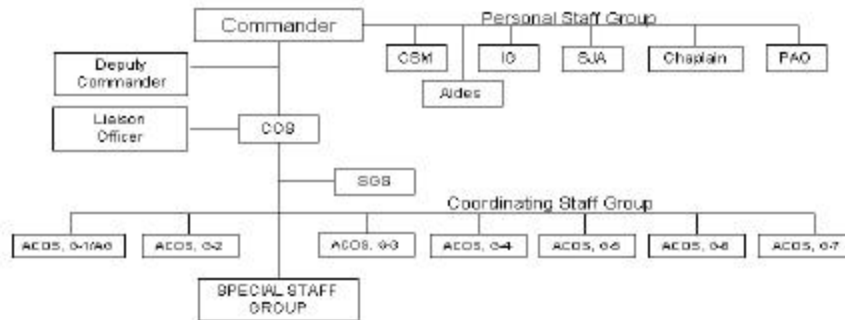 Commander
Personal Staff Group
CSM
IG
SJA
Chaplain
PAO
Aides
Deputy
Commander
Liaison
Officer
COS
SGS
Coordinating Staff Group
ACOS, G-1/AG
ACOS, G-2
ACOS, G-3
ACOS, G-4
ACOS, G-5
ACOS, G-6
ACOS, G-7
SPECIAL STAFF
GROUP